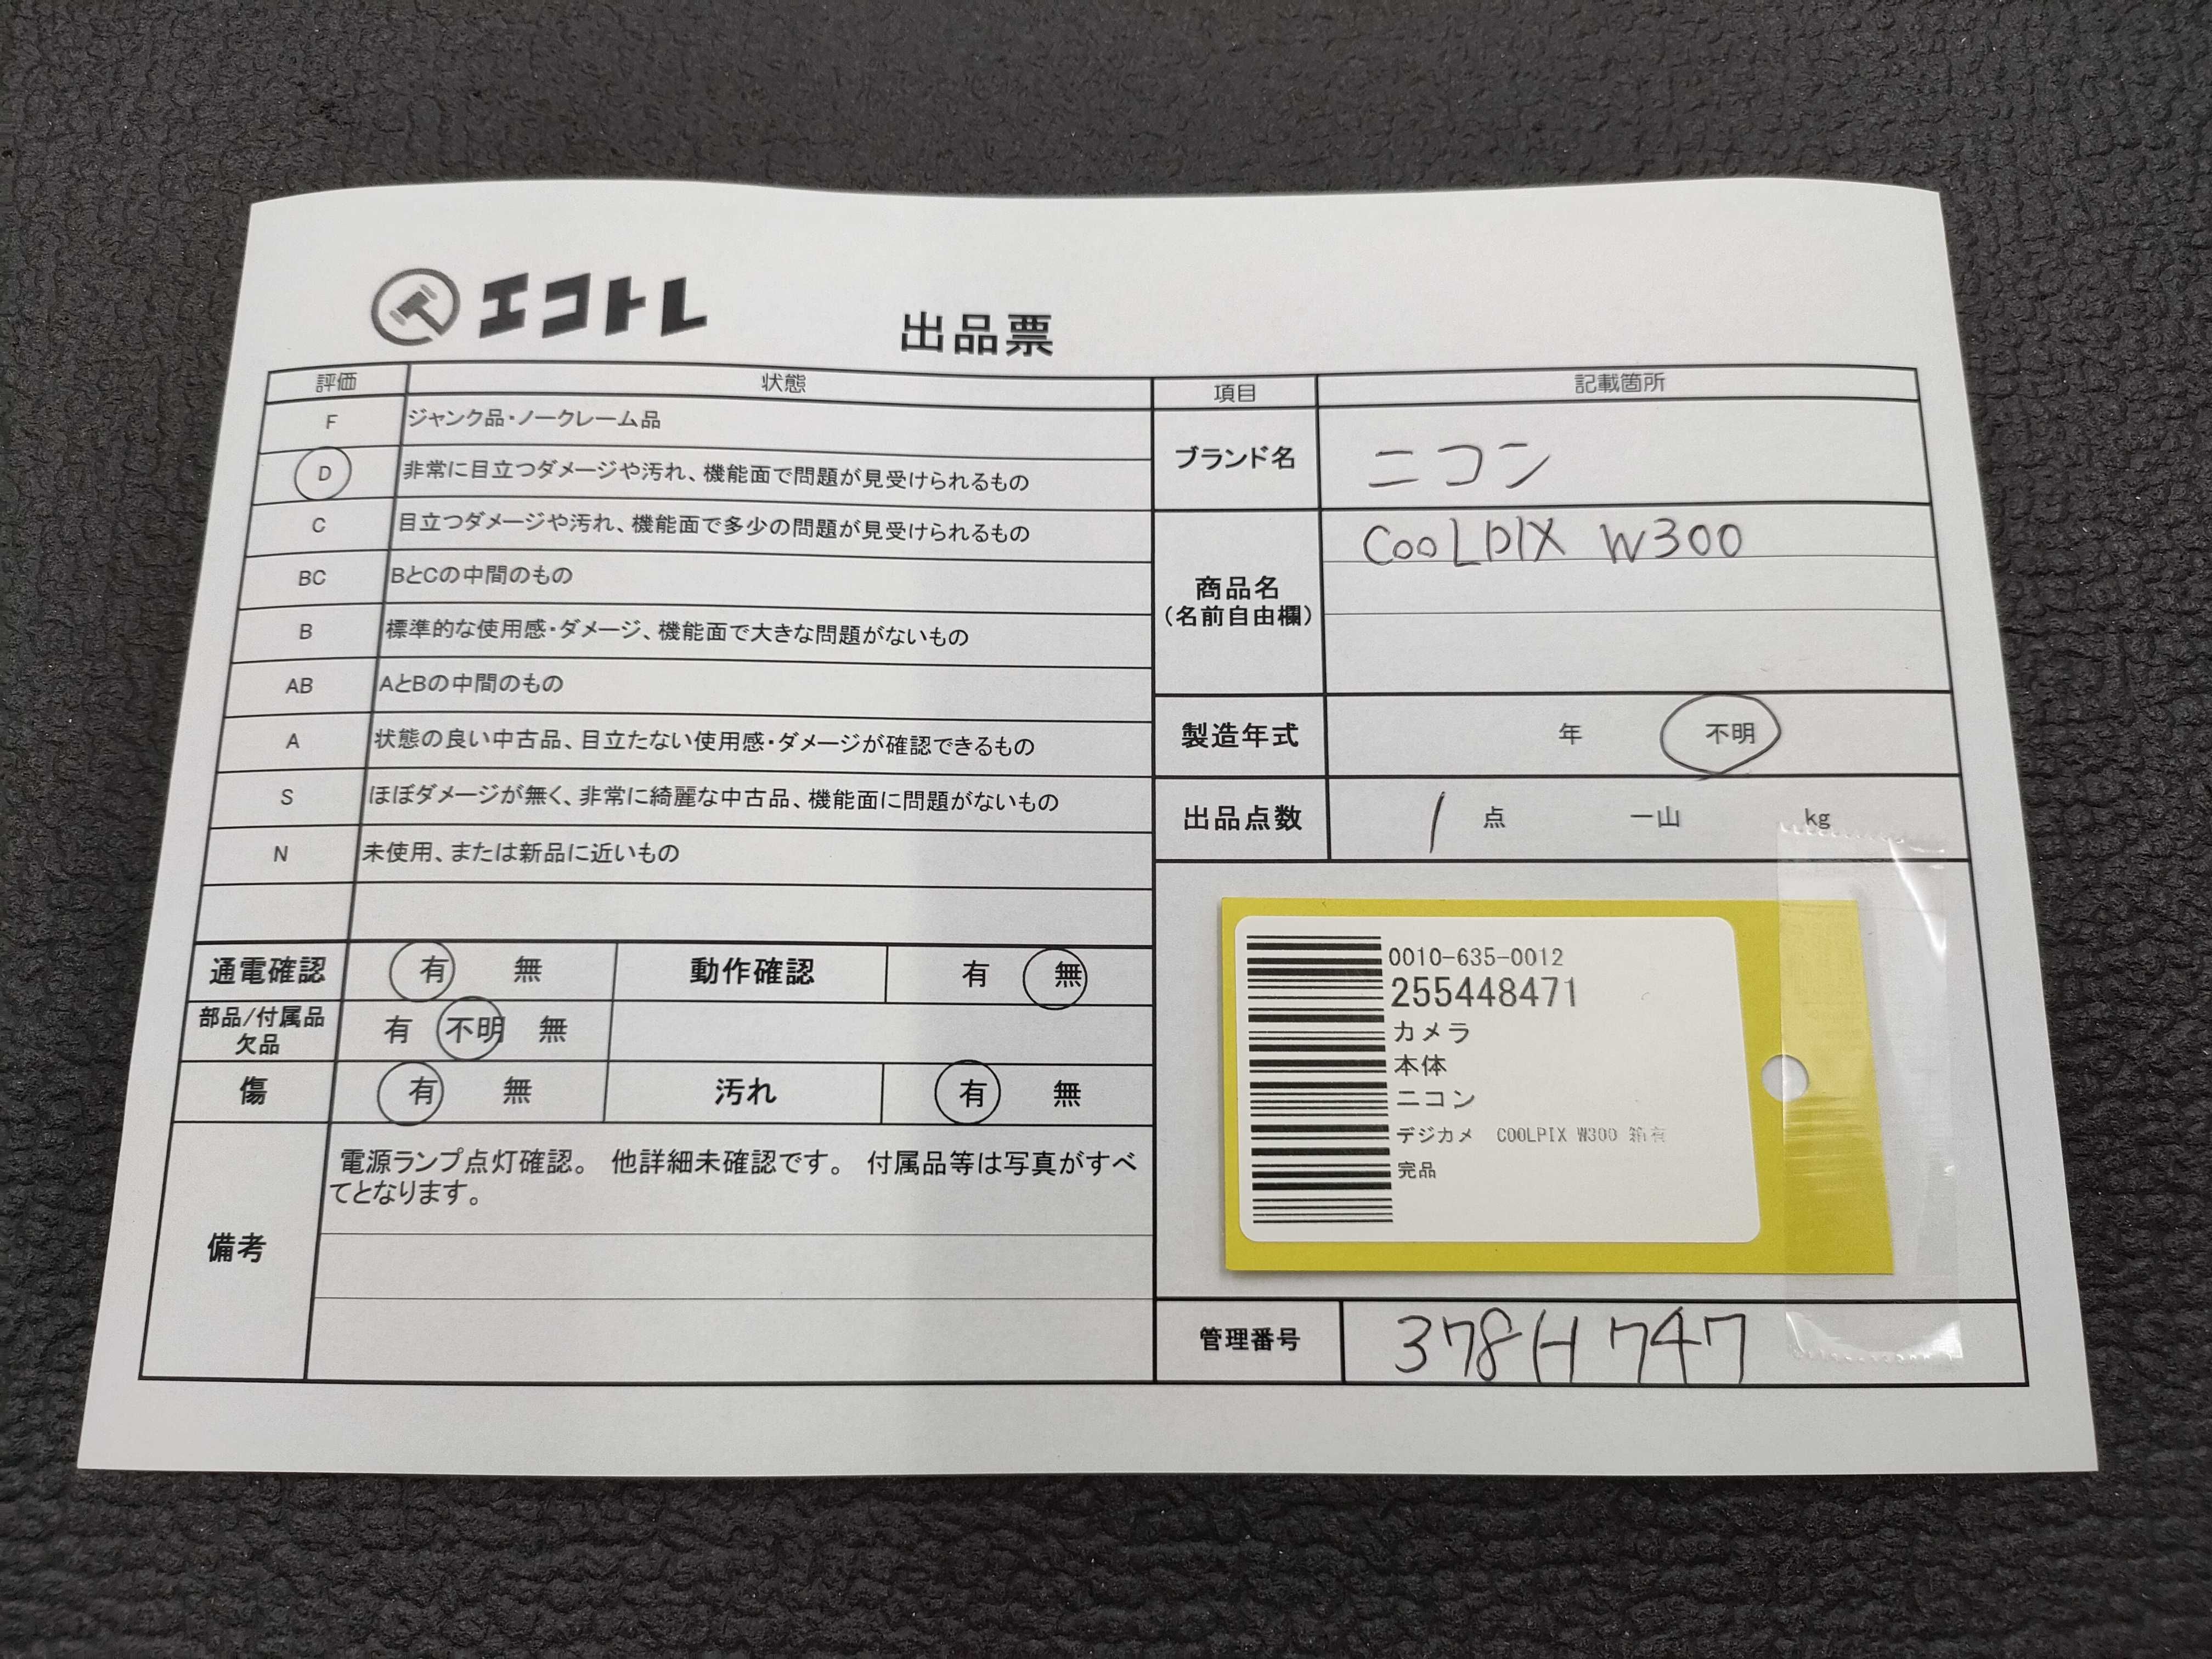 エコトレ
出品票
評価 状態
F ジャンク品・ノークレーム品
D 非常に目立つダメージや汚れ、機能面で問題が見受けられるもの
C 目立つダメージや汚れ、機能面で多少の問題が見受けられるもの
BC BとCの中間のもの
B 標準的な使用感・ダメージ、機能面で大きな問題がないもの
AB AとBの中間のもの
A 状態の良い中古品、目立たない使用感・ダメージが確認できるもの
S ほぼダメージが無く、非常に綺麗な中古品、機能面に問題がないもの
N 未使用、または新品に近いもの
通電確認 有 無 動作確認 有 無
部品/付属品
欠品
有 不明 無
傷 有 無 汚れ 有 無
備考
電源ランプ点灯確認。 他詳細未確認です。 付属品等は写真がすべ
てとなります。
項目 記載箇所
ブランド名 ニコン
商品名
(名前自由欄)
COOLPIX W300
製造年式 年 不明
出品点数 1 点 一山 kg
0010-635-0012
255448471
カメラ
本体
ニコン
デジカメ COOLPIX W300 箱有
完品
管理番号 378H747